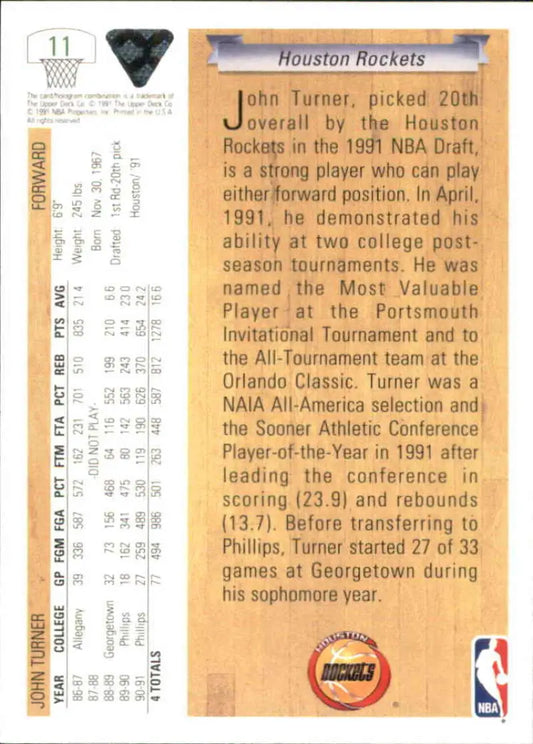 11
The card/hologram combination is a trademark of
The Upper Deck Co. © 1991 The Upper Deck Co.
© 1991 NBA Properties, Inc. Printed in the U.S.A.
All rights reserved.
JOHN TURNER FORWARD
YEAR COLLEGE GP FGM FGA PCT FTM FTA PCT REB PTS AVG
86-87 Allegany 39 336 587 572 162 231 701 510 835 21.4
87-88 -DID NOT PLAY-
88-89 Georgetown 32 73 156 468 64 116 552 199 210 6.6
89-90 Phillips 18 162 341 475 80 142 563 243 414 23.0
90-91 Phillips 27 259 489 530 119 190 626 370 654 24.2
4 TOTALS 77 494 986 501 263 448 587 812 1278 16.6
Height: 6'9"
Weight: 245 lbs.
Born Nov. 30, 1967
Drafted 1st Rd-20th pick
Houston/ '91
Houston Rockets
John Turner, picked 20th
overall by the Houston
Rockets in the 1991 NBA Draft,
is a strong player who can play
either forward position. In April,
1991, he demonstrated his
ability at two college post-
season tournaments. He was
named the Most Valuable
Player at the Portsmouth
Invitational Tournament and to
the All-Tournament team at the
Orlando Classic. Turner was a
NAIA All-America selection and
the Sooner Athletic Conference
Player-of-the-Year in 1991 after
leading the conference in
scoring (23.9) and rebounds
(13.7). Before transferring to
Phillips, Turner started 27 of 33
games at Georgetown during
his sophomore year.
HOUSTON
ROCKETS
®
NBA
®